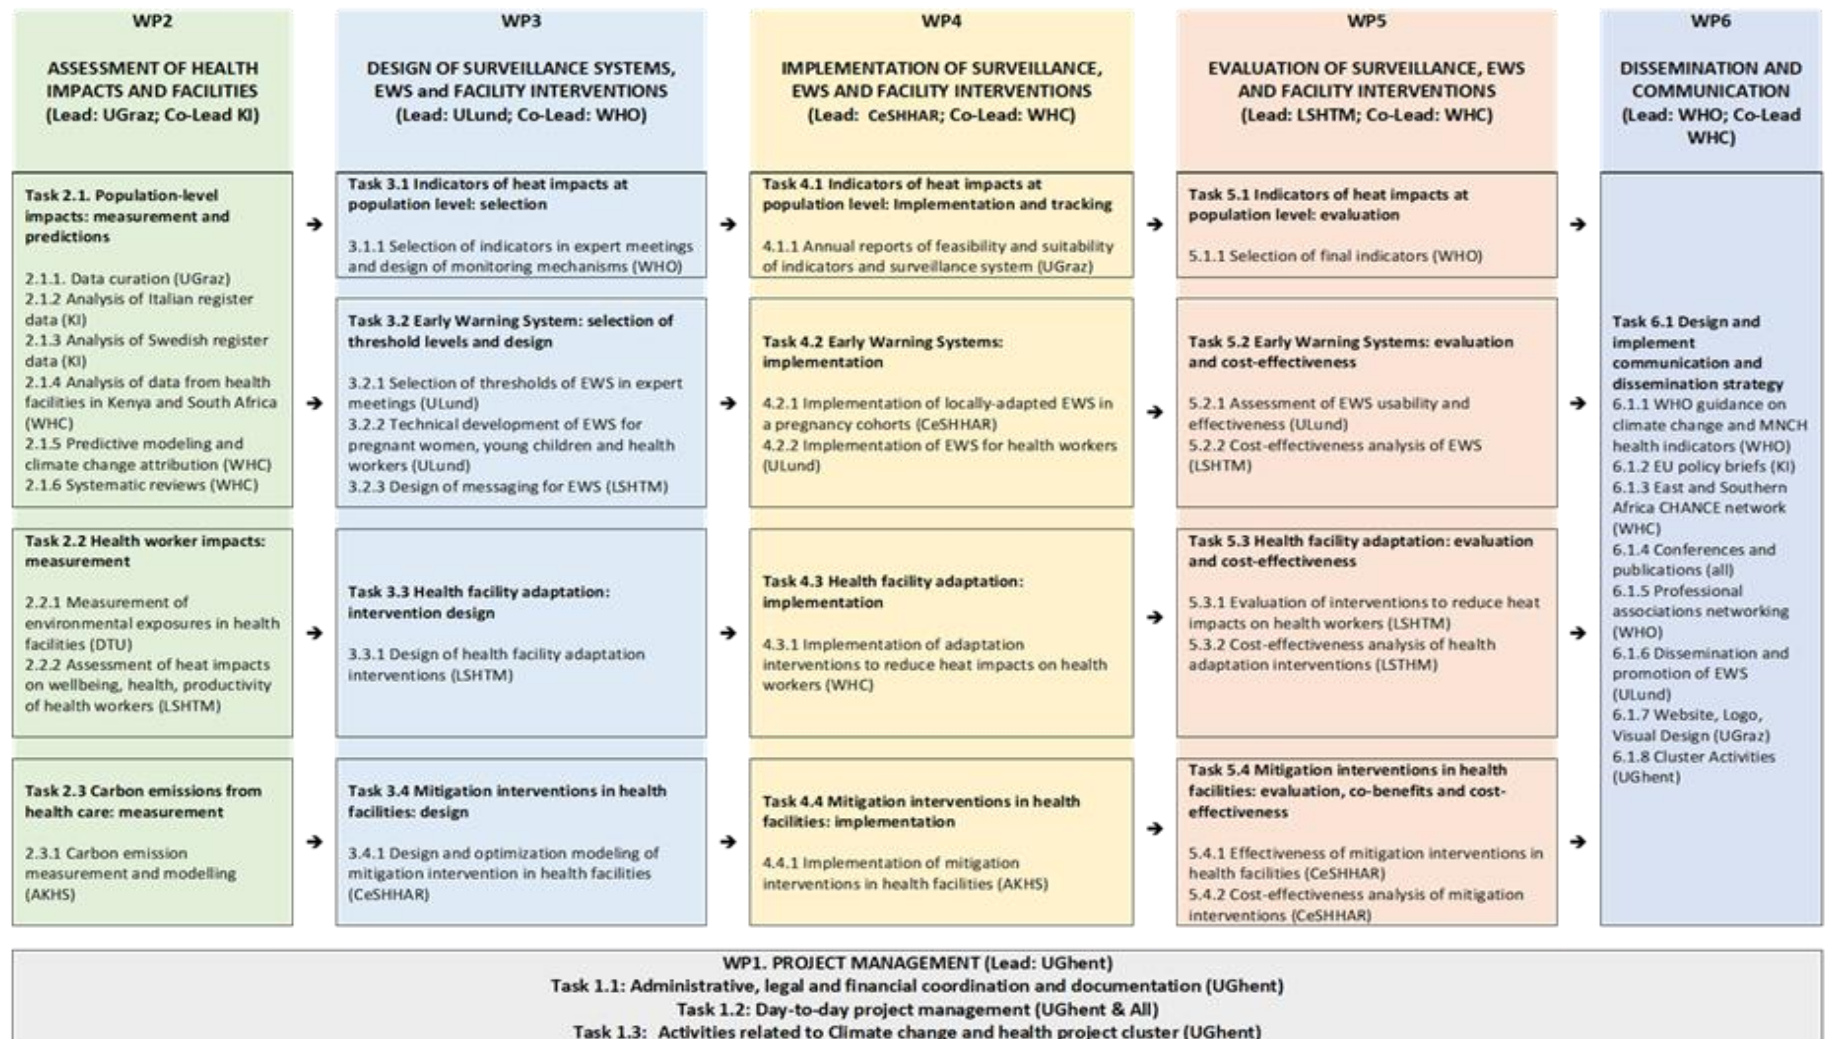 WP2
ASSESSMENT OF HEALTH
IMPACTS AND FACILITIES
(Lead: UGraz; Co-Lead KI)
Task 2.1. Population-level
impacts: measurement and
predictions
2.1.1. Data curation (UGraz)
2.1.2 Analysis of Italian register
data (KI)
2.1.3 Analysis of Swedish register
data (KI)
2.1.4 Analysis of data from health
facilities in Kenya and South Africa
(WHC)
2.1.5 Predictive modeling and
climate change attribution (WHC)
2.1.6 Systematic reviews (WHC)
Task 2.2 Health worker impacts:
measurement
2.2.1 Measurement of
environmental exposures in health
facilities (DTU)
2.2.2 Assessment of heat impacts
on wellbeing, health, productivity
of health workers (LSHTM)
Task 2.3 Carbon emissions from
health care: measurement
2.3.1 Carbon emission
measurement and modelling
(AKHS)
WP3
DESIGN OF SURVEILLANCE SYSTEMS,
EWS and FACILITY INTERVENTIONS
(Lead: ULund; Co-Lead: WHO)
Task 3.1 Indicators of heat impacts at
population level: selection
3.1.1 Selection of indicators in expert meetings
and design of monitoring mechanisms (WHO)
Task 3.2 Early Warning System: selection of
threshold levels and design
3.2.1 Selection of thresholds of EWS in expert
meetings (ULund)
3.2.2 Technical development of EWS for
pregnant women, young children and health
workers (ULund)
3.2.3 Design of messaging for EWS (LSHTM)
Task 3.3 Health facility adaptation:
intervention design
3.3.1 Design of health facility adaptation
interventions (LSHTM)
Task 3.4 Mitigation interventions in health
facilities: design
3.4.1 Design and optimization modeling of
mitigation intervention in health facilities
(CeSHHAR)
WP4
IMPLEMENTATION OF SURVEILLANCE,
EWS AND FACILITY INTERVENTIONS
(Lead: CeSHHAR; Co-Lead: WHC)
Task 4.1 Indicators of heat impacts at
population level: Implementation and tracking
4.1.1 Annual reports of feasibility and suitability
of indicators and surveillance system (UGraz)
Task 4.2 Early Warning Systems:
implementation
4.2.1 Implementation of locally-adapted EWS in
a pregnancy cohorts (CeSHHAR)
4.2.2 Implementation of EWS for health workers
(ULund)
Task 4.3 Health facility adaptation:
implementation
4.3.1 Implementation of adaptation
interventions to reduce heat impacts on health
workers (WHC)
Task 4.4 Mitigation interventions in health
facilities: implementation
4.4.1 Implementation of mitigation
interventions in health facilities (AKHS)
WP5
EVALUATION OF SURVEILLANCE, EWS
AND FACILITY INTERVENTIONS
(Lead: LSHTM; Co-Lead: WHC)
Task 5.1 Indicators of heat impacts at
population level: evaluation
5.1.1 Selection of final indicators (WHO)
Task 5.2 Early Warning Systems: evaluation
and cost-effectiveness
5.2.1 Assessment of EWS usability and
effectiveness (ULund)
5.2.2 Cost-effectiveness analysis of EWS
(LSHTM)
Task 5.3 Health facility adaptation: evaluation
and cost-effectiveness
5.3.1 Evaluation of interventions to reduce heat
impacts on health workers (LSHTM)
5.3.2 Cost-effectiveness analysis of health
adaptation interventions (LSTHM)
Task 5.4 Mitigation interventions in health
facilities: evaluation, co-benefits and cost-
effectiveness
5.4.1 Effectiveness of mitigation interventions in
health facilities (CeSHHAR)
5.4.2 Cost-effectiveness analysis of mitigation
interventions (CeSHHAR)
WP6
DISSEMINATION AND
COMMUNICATION
(Lead: WHO; Co-Lead
WHC)
Task 6.1 Design and
implement
communication and
dissemination strategy
6.1.1 WHO guidance on
climate change and MNCH
health indicators (WHO)
6.1.2 EU policy briefs (KI)
6.1.3 East and Southern
Africa CHANCE network
(WHC)
6.1.4 Conferences and
publications (all)
6.1.5 Professional
associations networking
(WHO)
6.1.6 Dissemination and
promotion of EWS
(ULund)
6.1.7 Website, Logo,
Visual Design (UGraz)
6.1.8 Cluster Activities
(UGhent)
WP1. PROJECT MANAGEMENT (Lead: UGhent)
Task 1.1: Administrative, legal and financial coordination and documentation (UGhent)
Task 1.2: Day-to-day project management (UGhent & All)
Task 1.3: Activities related to Climate change and health project cluster (UGhent)